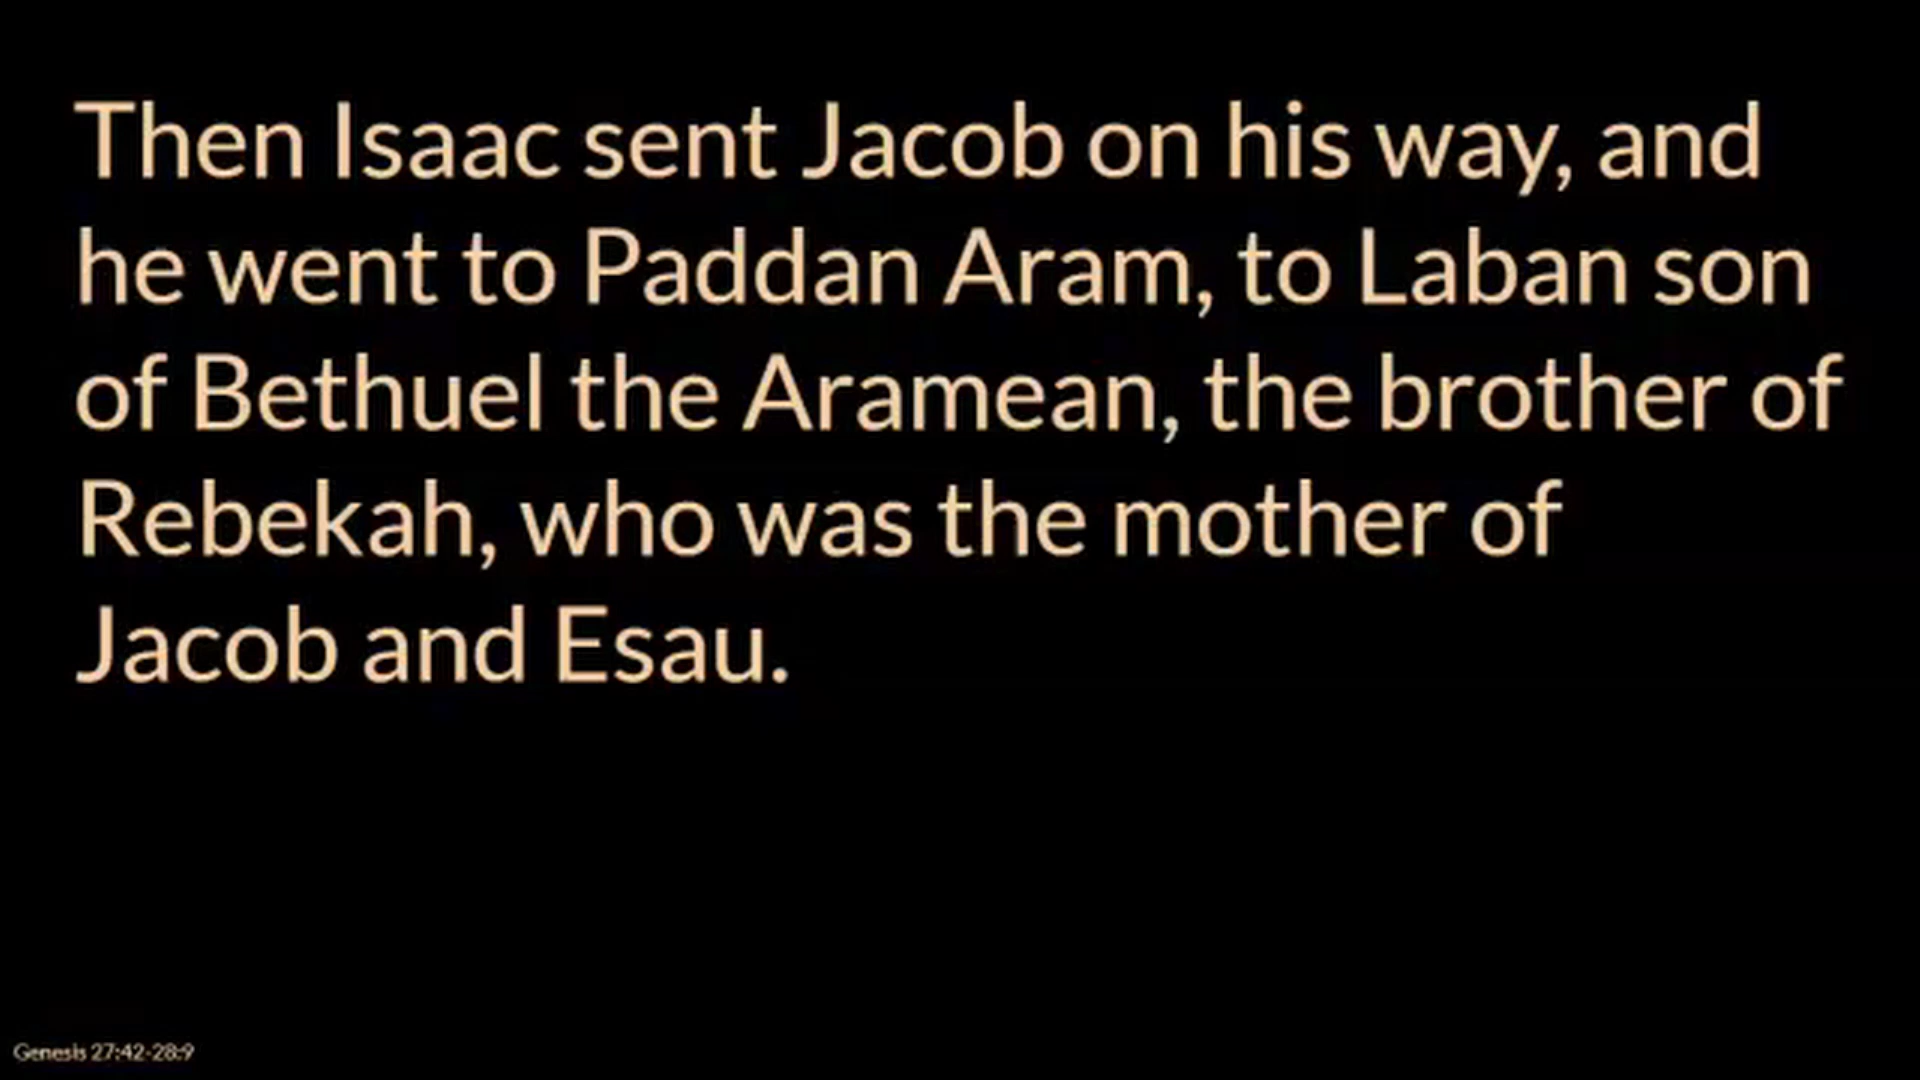 Then Isaac sent Jacob on his way, and
he went to Paddan Aram, to Laban son
of Bethuel the Aramean, the brother of
Rebekah, who was the mother of
Jacob and Esau.
Genesis 27:42-28:9